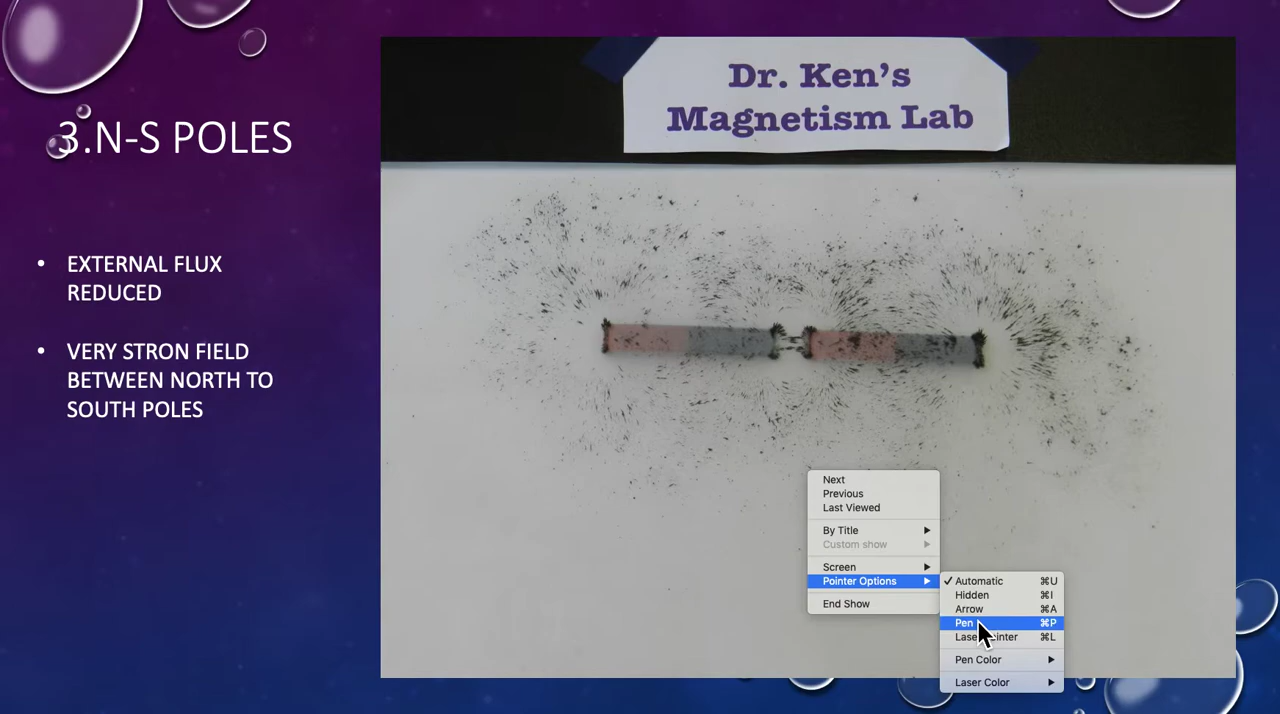 3.N-S POLES
• EXTERNAL FLUX
REDUCED
• VERY STRON FIELD
BETWEEN NORTH TO
SOUTH POLES
Dr. Ken's
Magnetism Lab
Next
Previous
Last Viewed
By Title
Custom show
Screen
Pointer Options
End Show
Automatic ⌘U
Hidden ⌘I
Arrow ⌘A
Pen ⌘P
Laser Pointer ⌘L
Pen Color
Laser Color